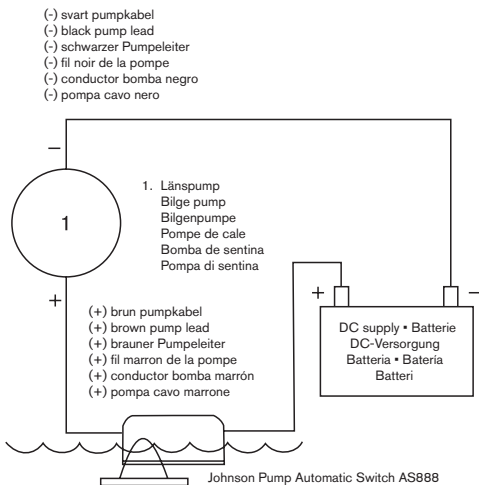 (-) svart pumpkabel
(-) black pump lead
(-) schwarzer Pumpeleiter
(-) fil noir de la pompe
(-) conductor bomba negro
(-) pompa cavo nero
–
1
1. Länspump
Bilge pump
Bilgenpumpe
Pompe de cale
Bomba de sentina
Pompa di sentina
+
(+) brun pumpkabel
(+) brown pump lead
(+) brauner Pumpeleiter
(+) fil marron de la pompe
(+) conductor bomba marrón
(+) pompa cavo marrone
+ –
DC supply ▪ Batterie
DC-Versorgung
Batteria ▪ Batería
Batteri
Johnson Pump Automatic Switch AS888